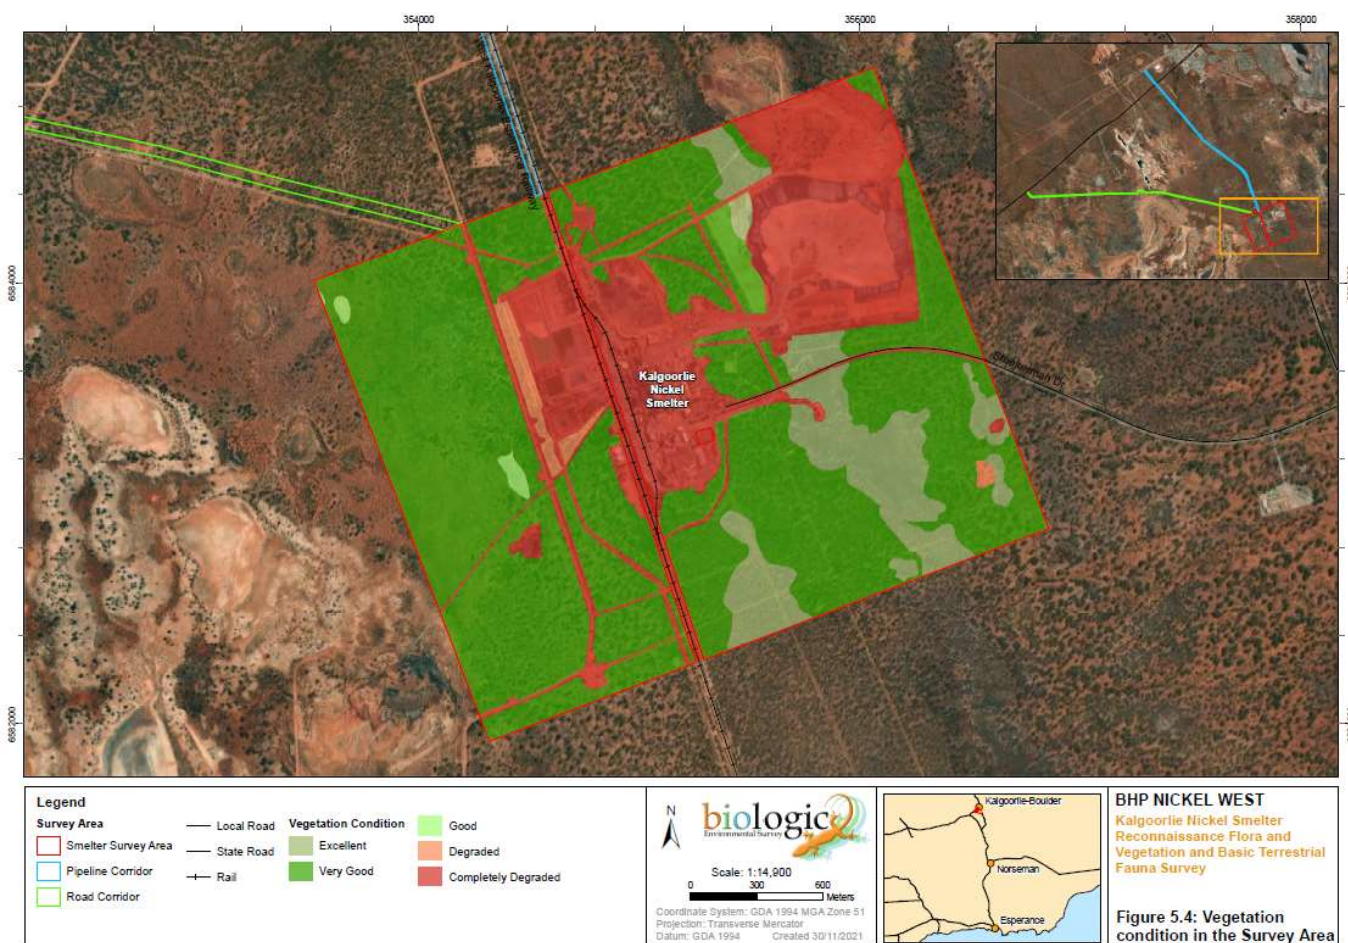 354000
356000
358000
6584000
6582000
Kalgoorlie
Nickel
Smelter
Legend
Survey Area
Smelter Survey Area
Pipeline Corridor
Road Corridor
Local Road
State Road
Rail
Vegetation Condition
Excellent
Very Good
Good
Degraded
Completely Degraded
N
biologic
Environmental Survey
Scale: 1:14,900
0 300 600
Meters
Coordinate System: GDA 1994 MGA Zone 51
Projection: Transverse Mercator
Datum: GDA 1994 Created 30/11/2021
Kalgoorlie-Boulder
Norseman
Esperance
BHP NICKEL WEST
Kalgoorlie Nickel Smelter
Reconnaissance Flora and
Vegetation and Basic Terrestrial
Fauna Survey
Figure 5.4: Vegetation
condition in the Survey Area